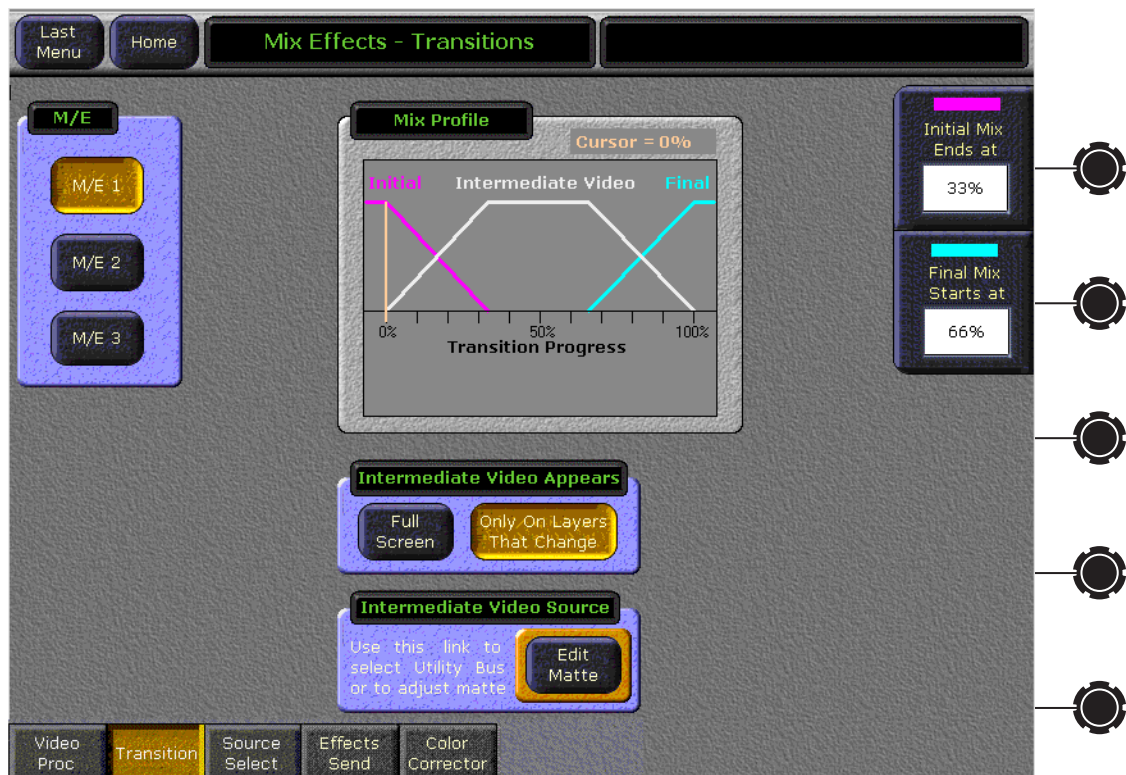 Last
Menu
Home
Mix Effects - Transitions
M/E
M/E 1
M/E 2
M/E 3
Mix Profile
Cursor = 0%
Initial
Intermediate Video
Final
0%
50%
100%
Transition Progress
Initial Mix
Ends at
33%
Final Mix
Starts at
66%
Intermediate Video Appears
Full
Screen
Only On Layers
That Change
Intermediate Video Source
Use this link to
select Utility Bus
or to adjust matte
Edit
Matte
Video
Proc
Transition
Source
Select
Effects
Send
Color
Corrector